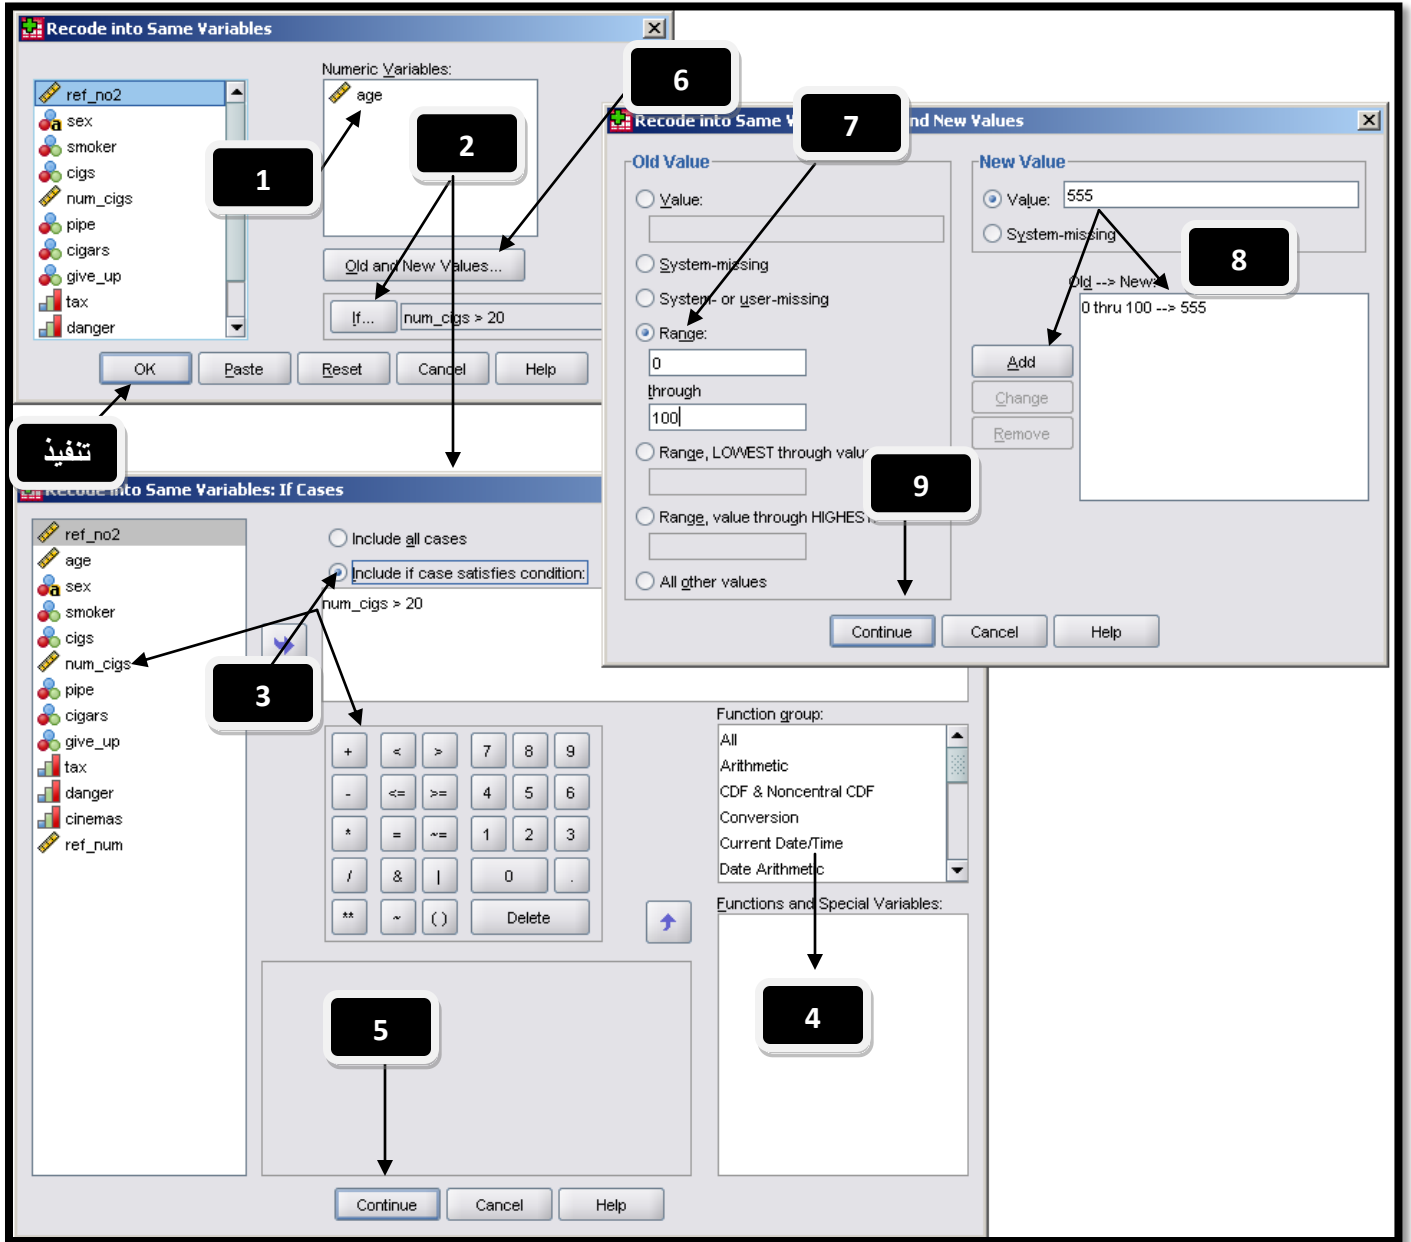 Recode into Same Variables
Numeric Variables:
ref_no2
sex
smoker
cigs
num_cigs
pipe
cigars
give_up
tax
danger
age
1
2
6
Old and New Values...
If...
num_cigs > 20
OK
Paste
Reset
Cancel
Help
تنفيذ
Recode into Same V
7
nd New Values
Old Value
Value:
System-missing
System- or user-missing
Range:
0
through
100
Range, LOWEST through valu
Range, value through HIGHEST:
All other values
New Value
Value:
555
System-missing
8
Old --> New:
0 thru 100 --> 555
Add
Change
Remove
9
Continue
Cancel
Help
Recode into Same Variables: If Cases
ref_no2
age
sex
smoker
cigs
num_cigs
pipe
cigars
give_up
tax
danger
cinemas
ref_num
Include all cases
Include if case satisfies condition:
num_cigs > 20
3
+ < > 7 8 9
- <= >= 4 5 6
* = ~= 1 2 3
/ & | 0 .
** ~ ( ) Delete
Function group:
All
Arithmetic
CDF & Noncentral CDF
Conversion
Current Date/Time
Date Arithmetic
Functions and Special Variables:
4
5
Continue
Cancel
Help